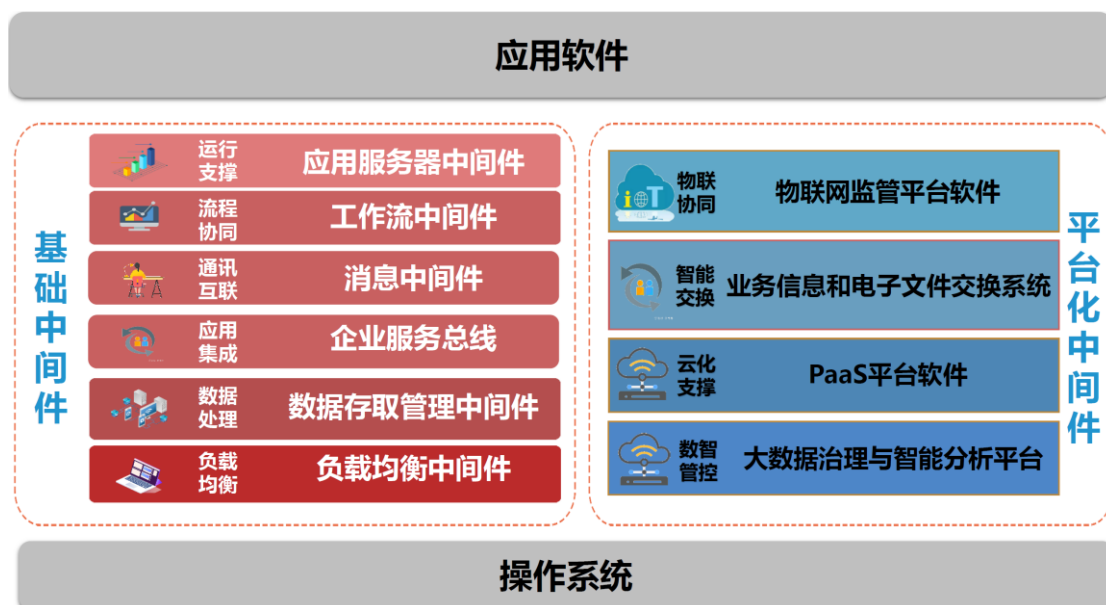 应用软件
基础中间件
运行
支撑
应用服务器中间件
流程
协同
工作流中间件
通讯
互联
消息中间件
应用
集成
企业服务总线
数据
处理
数据存取管理中间件
负载
均衡
负载均衡中间件
iOT
物联
协同
物联网监管平台软件
智能
交换
业务信息和电子文件交换系统
云化
支撑
PaaS平台软件
数智
管控
大数据治理与智能分析平台
平台化中间件
操作系统